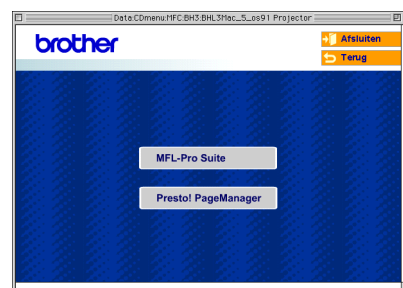 Data:CDmenu:MFC:BH3:BHL3Mac_5_os91 Projector
brother
Afsluiten
Terug
MFL-Pro Suite
Presto! PageManager